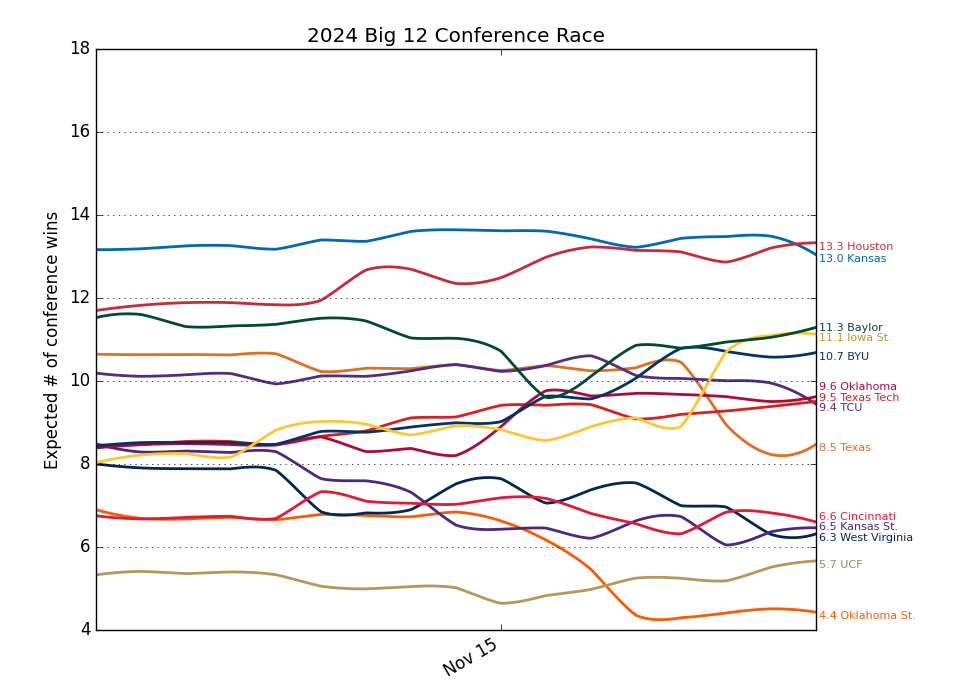 2024 Big 12 Conference Race
18
16
14
12
10
8
6
4
Expected # of conference wins
Nov 15
13.3 Houston
13.0 Kansas
11.3 Baylor
11.1 Iowa St.
10.7 BYU
9.6 Oklahoma
9.5 Texas Tech
9.4 TCU
8.5 Texas
6.6 Cincinnati
6.5 Kansas St.
6.3 West Virginia
5.7 UCF
4.4 Oklahoma St.